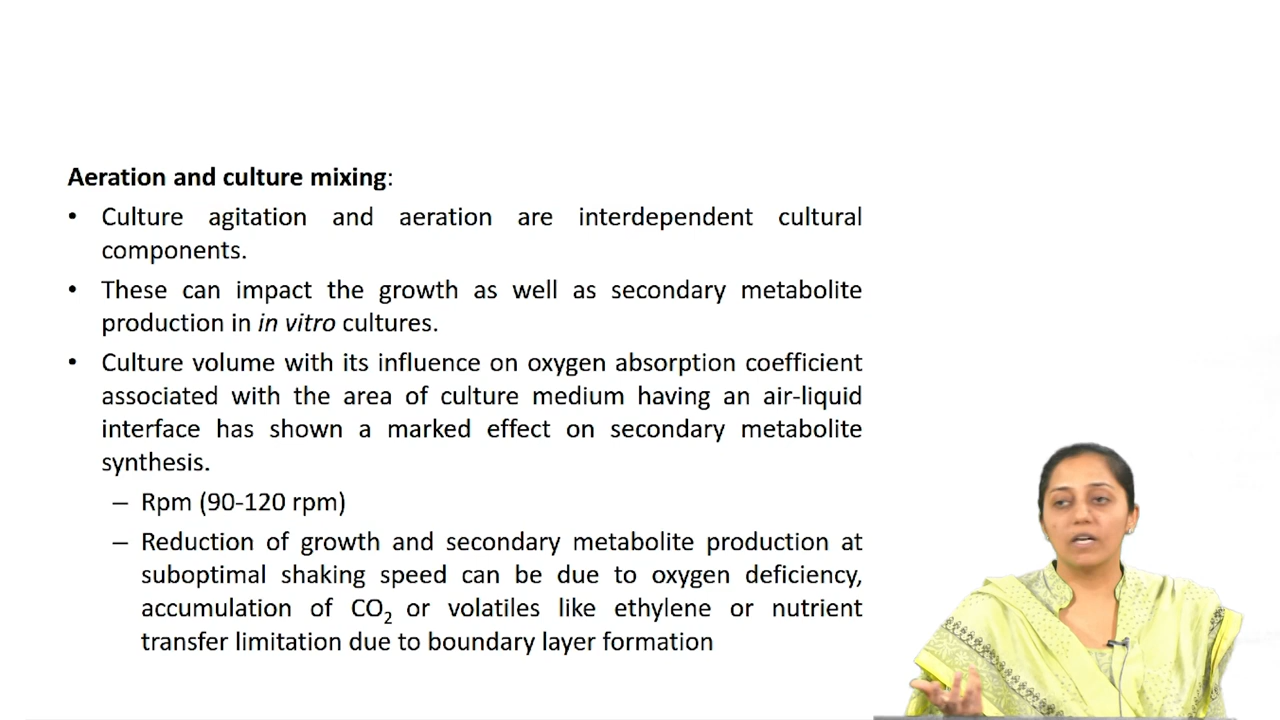 Aeration and culture mixing:
• Culture agitation and aeration are interdependent cultural
components.
• These can impact the growth as well as secondary metabolite
production in in vitro cultures.
• Culture volume with its influence on oxygen absorption coefficient
associated with the area of culture medium having an air-liquid
interface has shown a marked effect on secondary metabolite
synthesis.
– Rpm (90-120 rpm)
– Reduction of growth and secondary metabolite production at
suboptimal shaking speed can be due to oxygen deficiency,
accumulation of CO₂ or volatiles like ethylene or nutrient
transfer limitation due to boundary layer formation